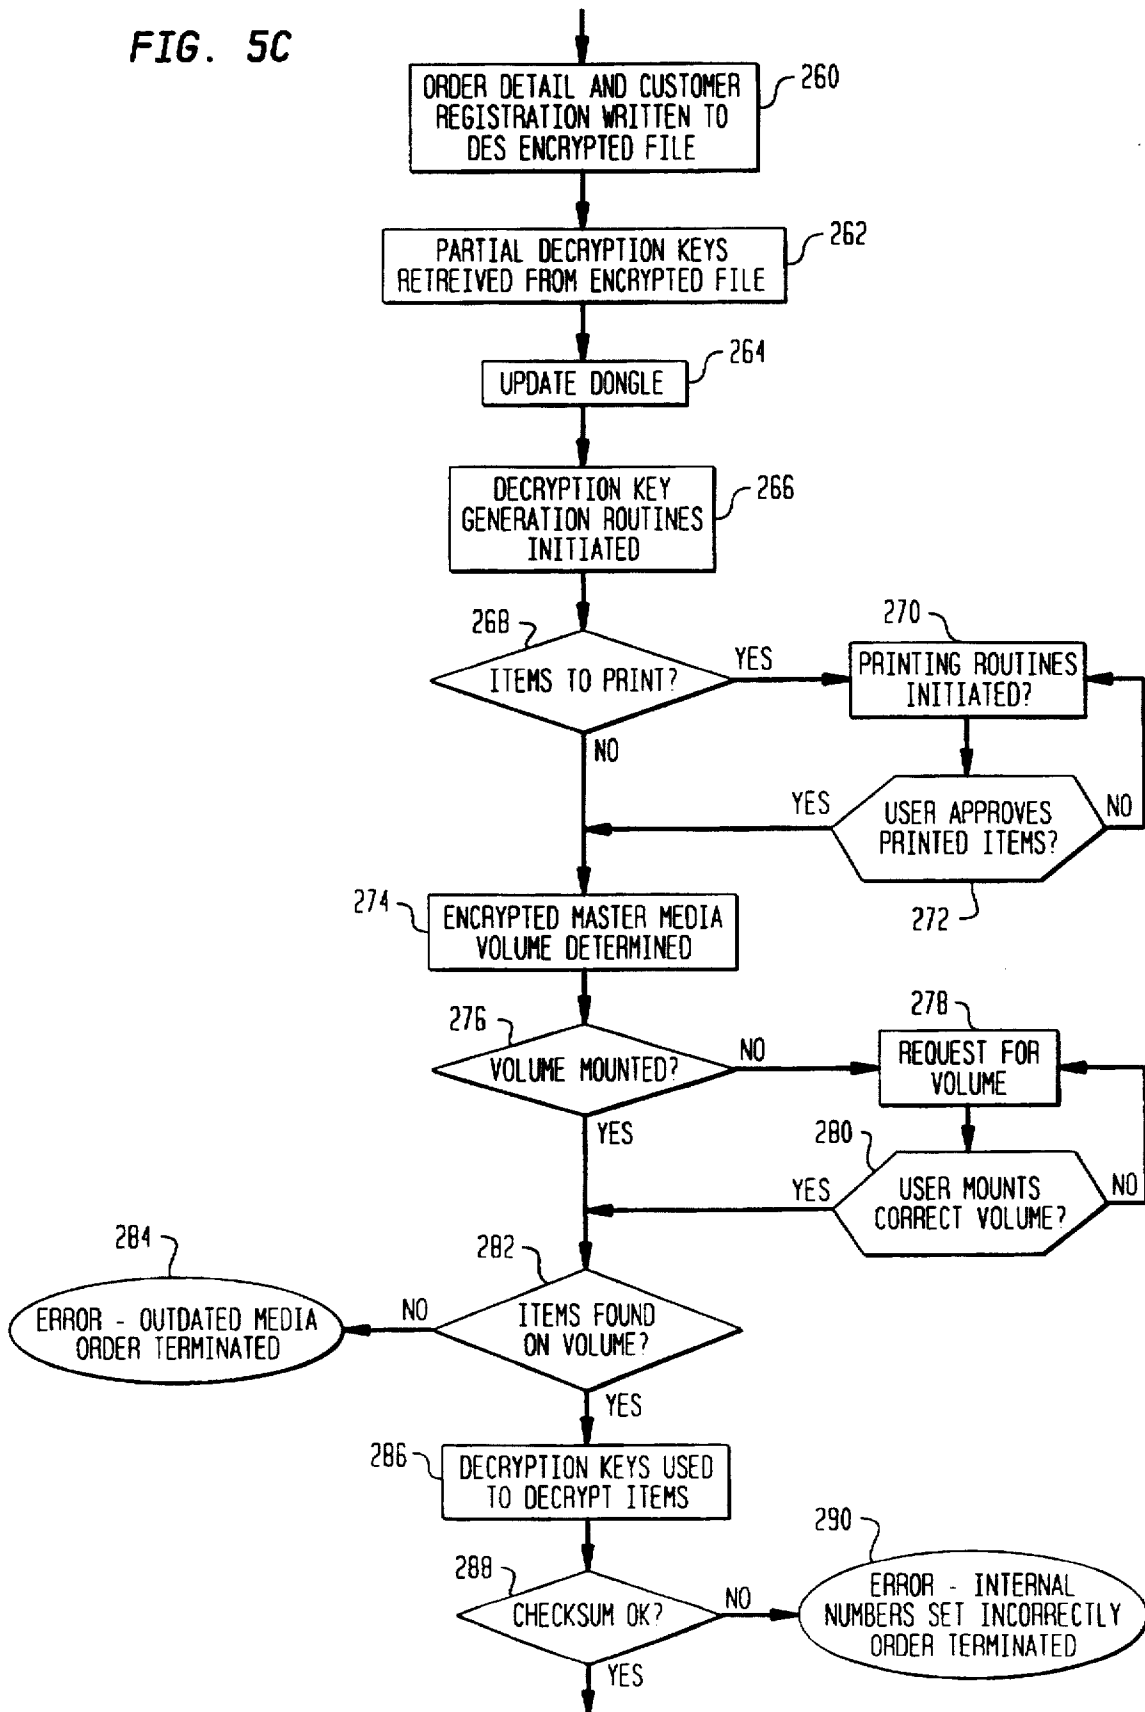 FIG. 5C
260
ORDER DETAIL AND CUSTOMER
REGISTRATION WRITTEN TO
DES ENCRYPTED FILE
262
PARTIAL DECRYPTION KEYS
RETREIVED FROM ENCRYPTED FILE
264
UPDATE DONGLE
266
DECRYPTION KEY
GENERATION ROUTINES
INITIATED
268
ITEMS TO PRINT?
YES
NO
270
PRINTING ROUTINES
INITIATED?
YES
USER APPROVES
PRINTED ITEMS?
NO
272
274
ENCRYPTED MASTER MEDIA
VOLUME DETERMINED
276
VOLUME MOUNTED?
NO
YES
278
REQUEST FOR
VOLUME
280
YES
USER MOUNTS
CORRECT VOLUME?
NO
282
ITEMS FOUND
ON VOLUME?
NO
YES
284
ERROR - OUTDATED MEDIA
ORDER TERMINATED
286
DECRYPTION KEYS USED
TO DECRYPT ITEMS
288
CHECKSUM OK?
NO
YES
290
ERROR - INTERNAL
NUMBERS SET INCORRECTLY
ORDER TERMINATED